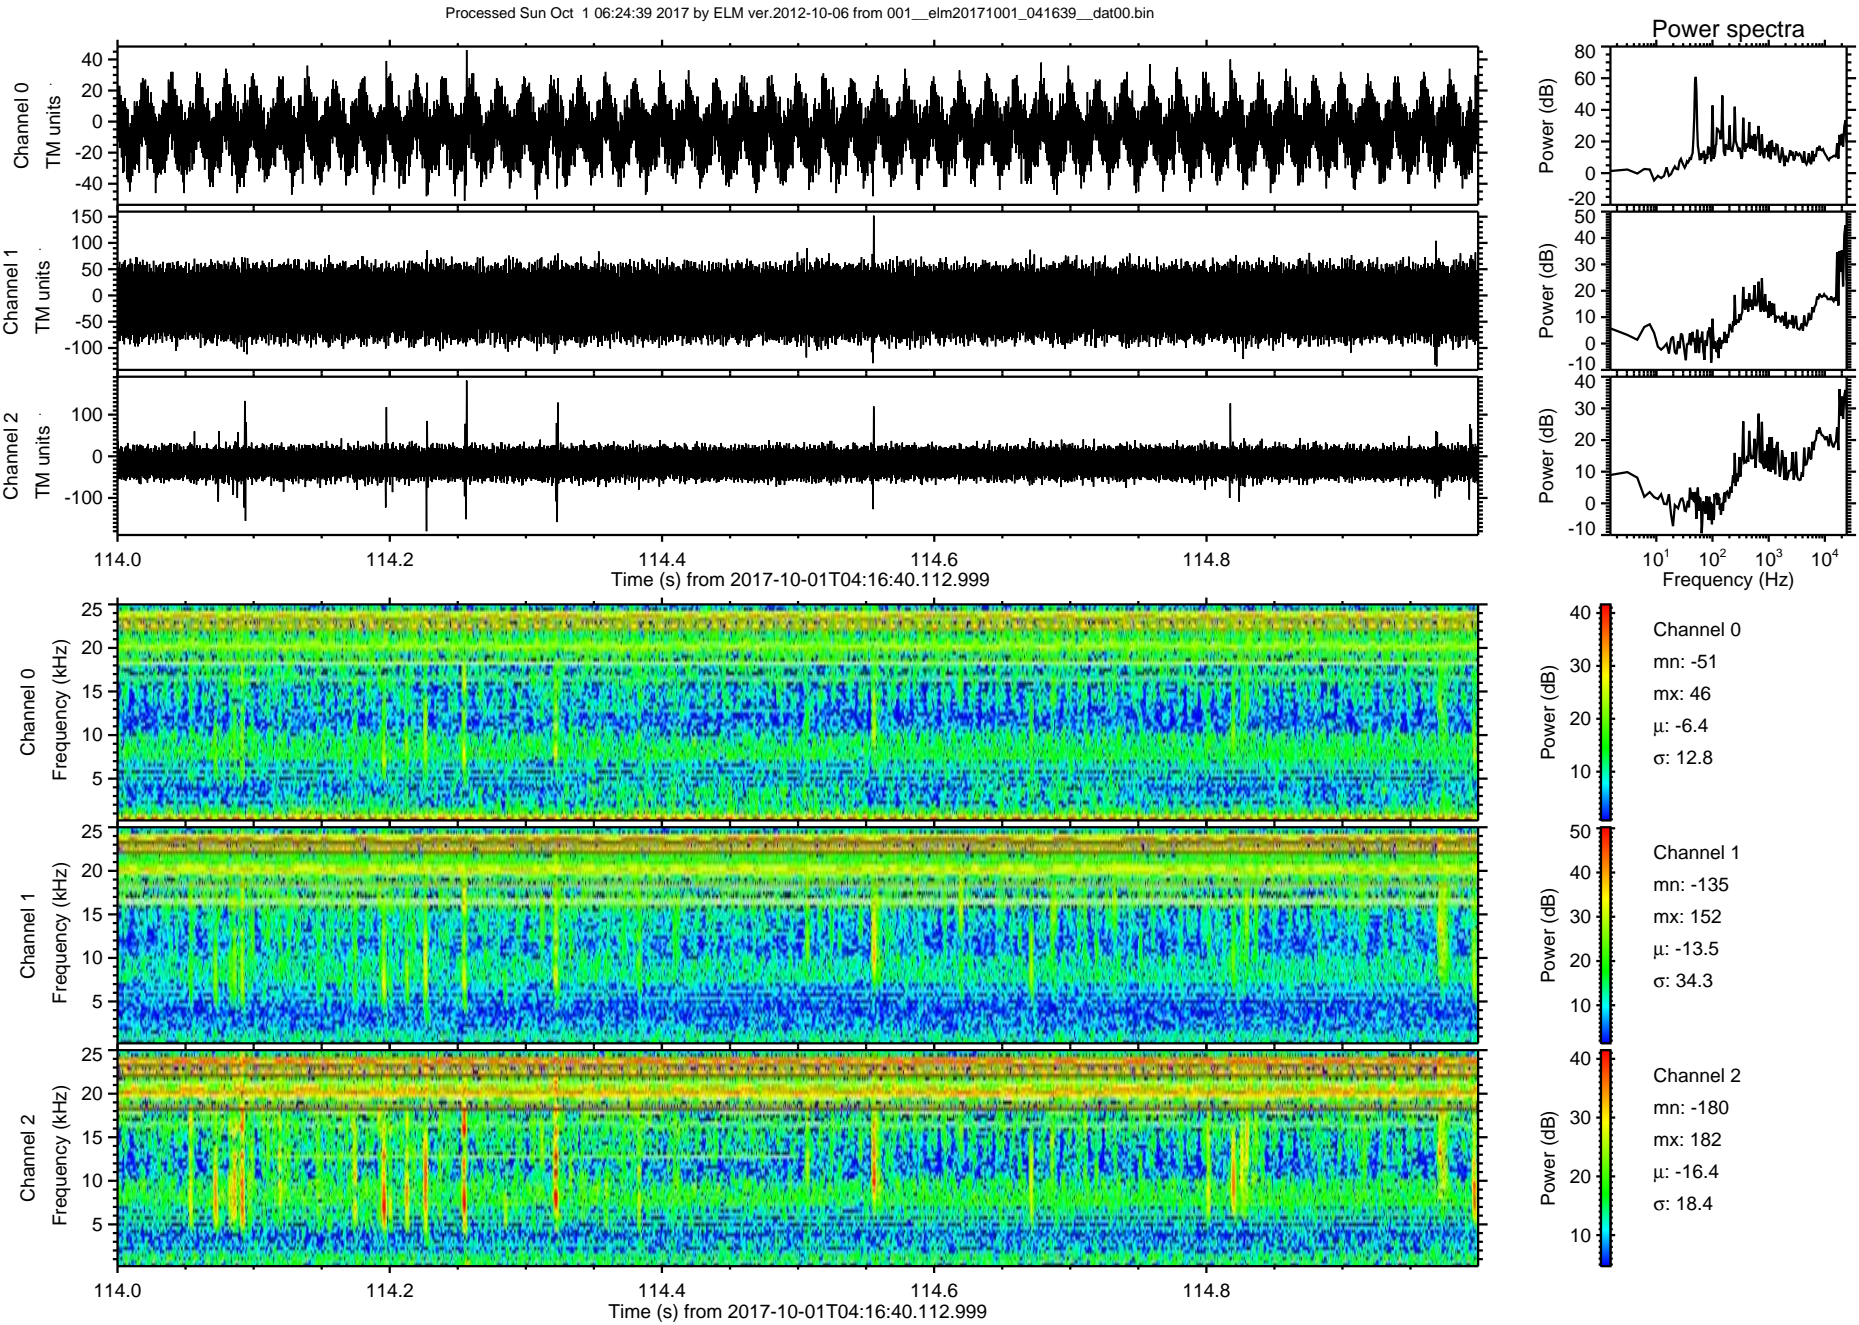 Processed Sun Oct  1 06:24:39 2017 by ELM ver.2012-10-06 from 001__elm20171001_041639__dat00.bin
Power spectra
Channel 0
TM units
40
20
0
-20
-40
Power (dB)
80
60
40
20
0
-20
Channel 1
TM units
150
100
50
0
-50
-100
Power (dB)
50
40
30
20
10
0
-10
Channel 2
TM units
100
0
-100
Power (dB)
40
30
20
10
0
-10
114.0 114.2 114.4 114.6 114.8
Time (s) from 2017-10-01T04:16:40.112.999
10^1 10^2 10^3 10^4
Frequency (Hz)
Channel 0
Frequency (kHz)
25
20
15
10
5
Power (dB)
40
30
20
10
Channel 0
mn: -51
mx: 46
μ: -6.4
σ: 12.8
Channel 1
Frequency (kHz)
25
20
15
10
5
Power (dB)
50
40
30
20
10
Channel 1
mn: -135
mx: 152
μ: -13.5
σ: 34.3
Channel 2
Frequency (kHz)
25
20
15
10
5
Power (dB)
40
30
20
10
Channel 2
mn: -180
mx: 182
μ: -16.4
σ: 18.4
114.0 114.2 114.4 114.6 114.8
Time (s) from 2017-10-01T04:16:40.112.999